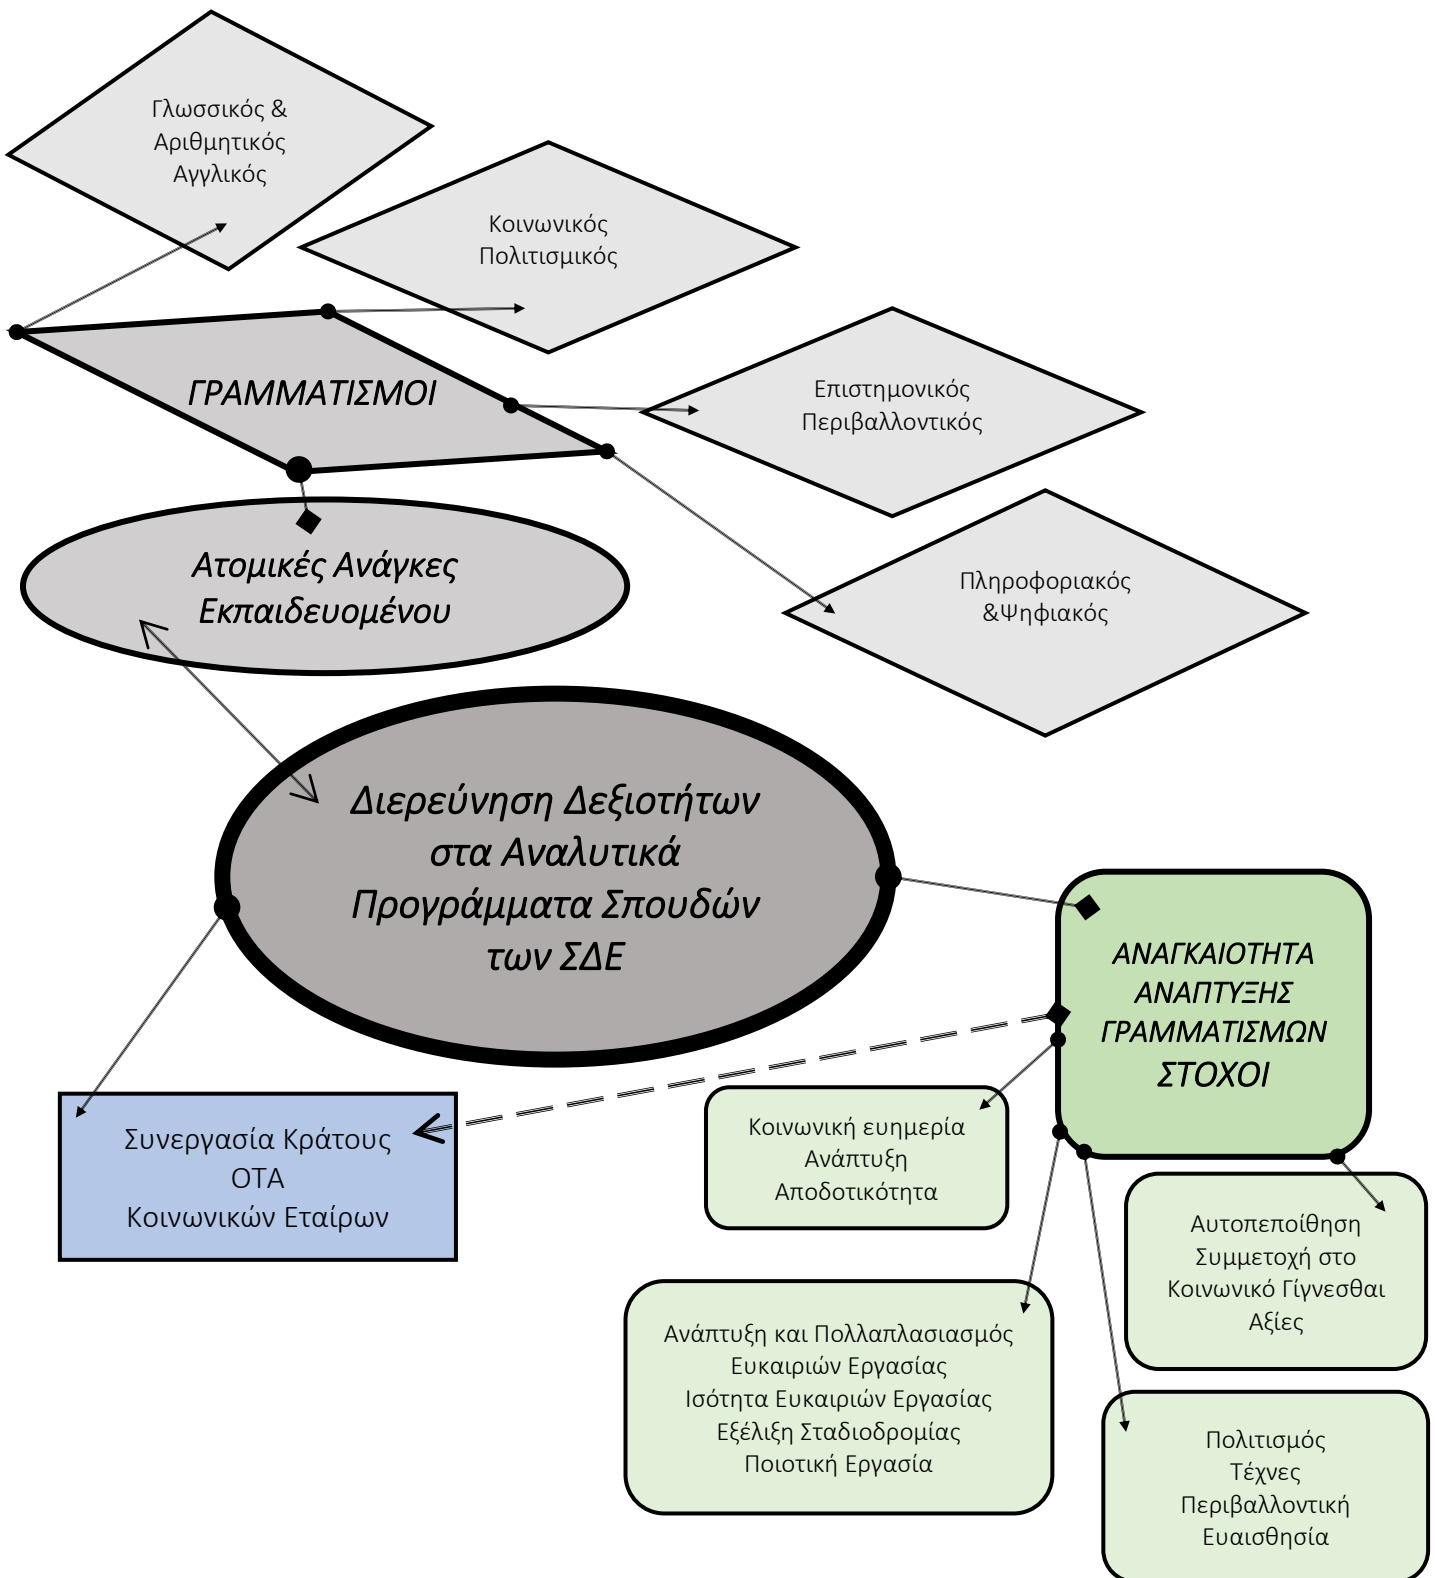 Γλωσσικός &
Αριθμητικός
Αγγλικός
Κοινωνικός
Πολιτισμικός
ΓΡΑΜΜΑΤΙΣΜΟΙ
Επιστημονικός
Περιβαλλοντικός
Ατομικές Ανάγκες
Εκπαιδευομένου
Πληροφοριακός
&Ψηφιακός
Διερεύνηση Δεξιοτήτων
στα Αναλυτικά
Προγράμματα Σπουδών
των ΣΔΕ
ΑΝΑΓΚΑΙΟΤΗΤΑ
ΑΝΑΠΤΥΞΗΣ
ΓΡΑΜΜΑΤΙΣΜΩΝ
ΣΤΟΧΟΙ
Συνεργασία Κράτους
ΟΤΑ
Κοινωνικών Εταίρων
Κοινωνική ευημερία
Ανάπτυξη
Αποδοτικότητα
Αυτοπεποίθηση
Συμμετοχή στο
Κοινωνικό Γίγνεσθαι
Αξίες
Ανάπτυξη και Πολλαπλασιασμός
Ευκαιριών Εργασίας
Ισότητα Ευκαιριών Εργασίας
Εξέλιξη Σταδιοδρομίας
Ποιοτική Εργασία
Πολιτισμός
Τέχνες
Περιβαλλοντική
Ευαισθησία